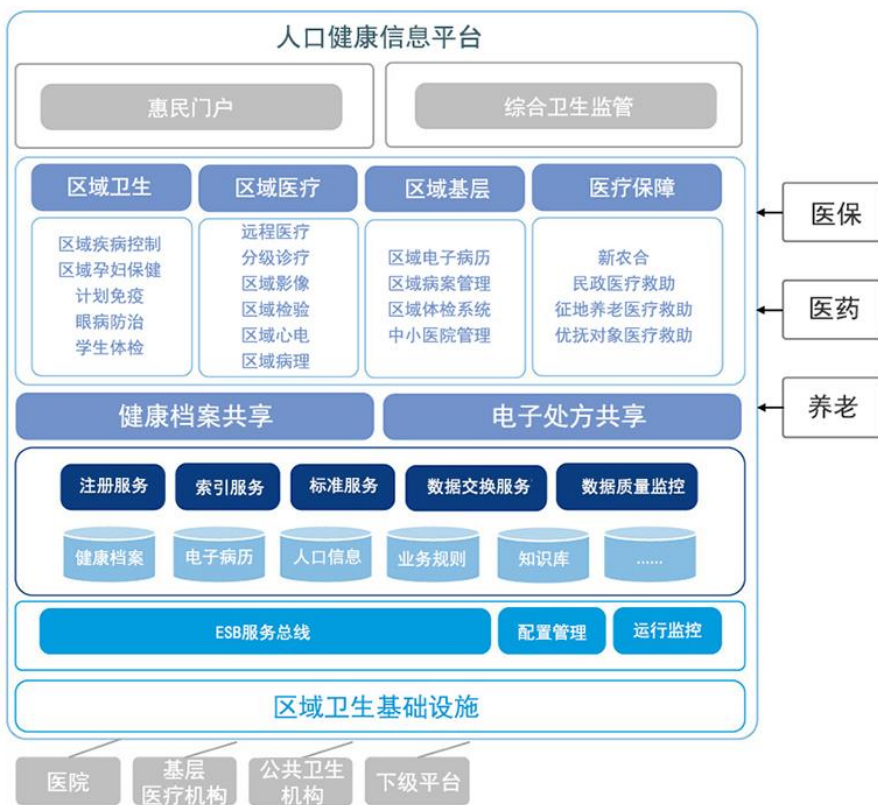 人口健康信息平台
惠民门户
综合卫生监管
区域卫生
区域医疗
区域基层
医疗保障
区域疾病控制
区域孕妇保健
计划免疫
眼病防治
学生体检
远程医疗
分级诊疗
区域影像
区域检验
区域心电
区域病理
区域电子病历
区域病案管理
区域体检系统
中小医院管理
新农合
民政医疗救助
征地养老医疗救助
优抚对象医疗救助
医保
医药
养老
健康档案共享
电子处方共享
注册服务
索引服务
标准服务
数据交换服务
数据质量监控
健康档案
电子病历
人口信息
业务规则
知识库
......
ESB服务总线
配置管理
运行监控
区域卫生基础设施
医院
基层
医疗机构
公共卫生
机构
下级平台